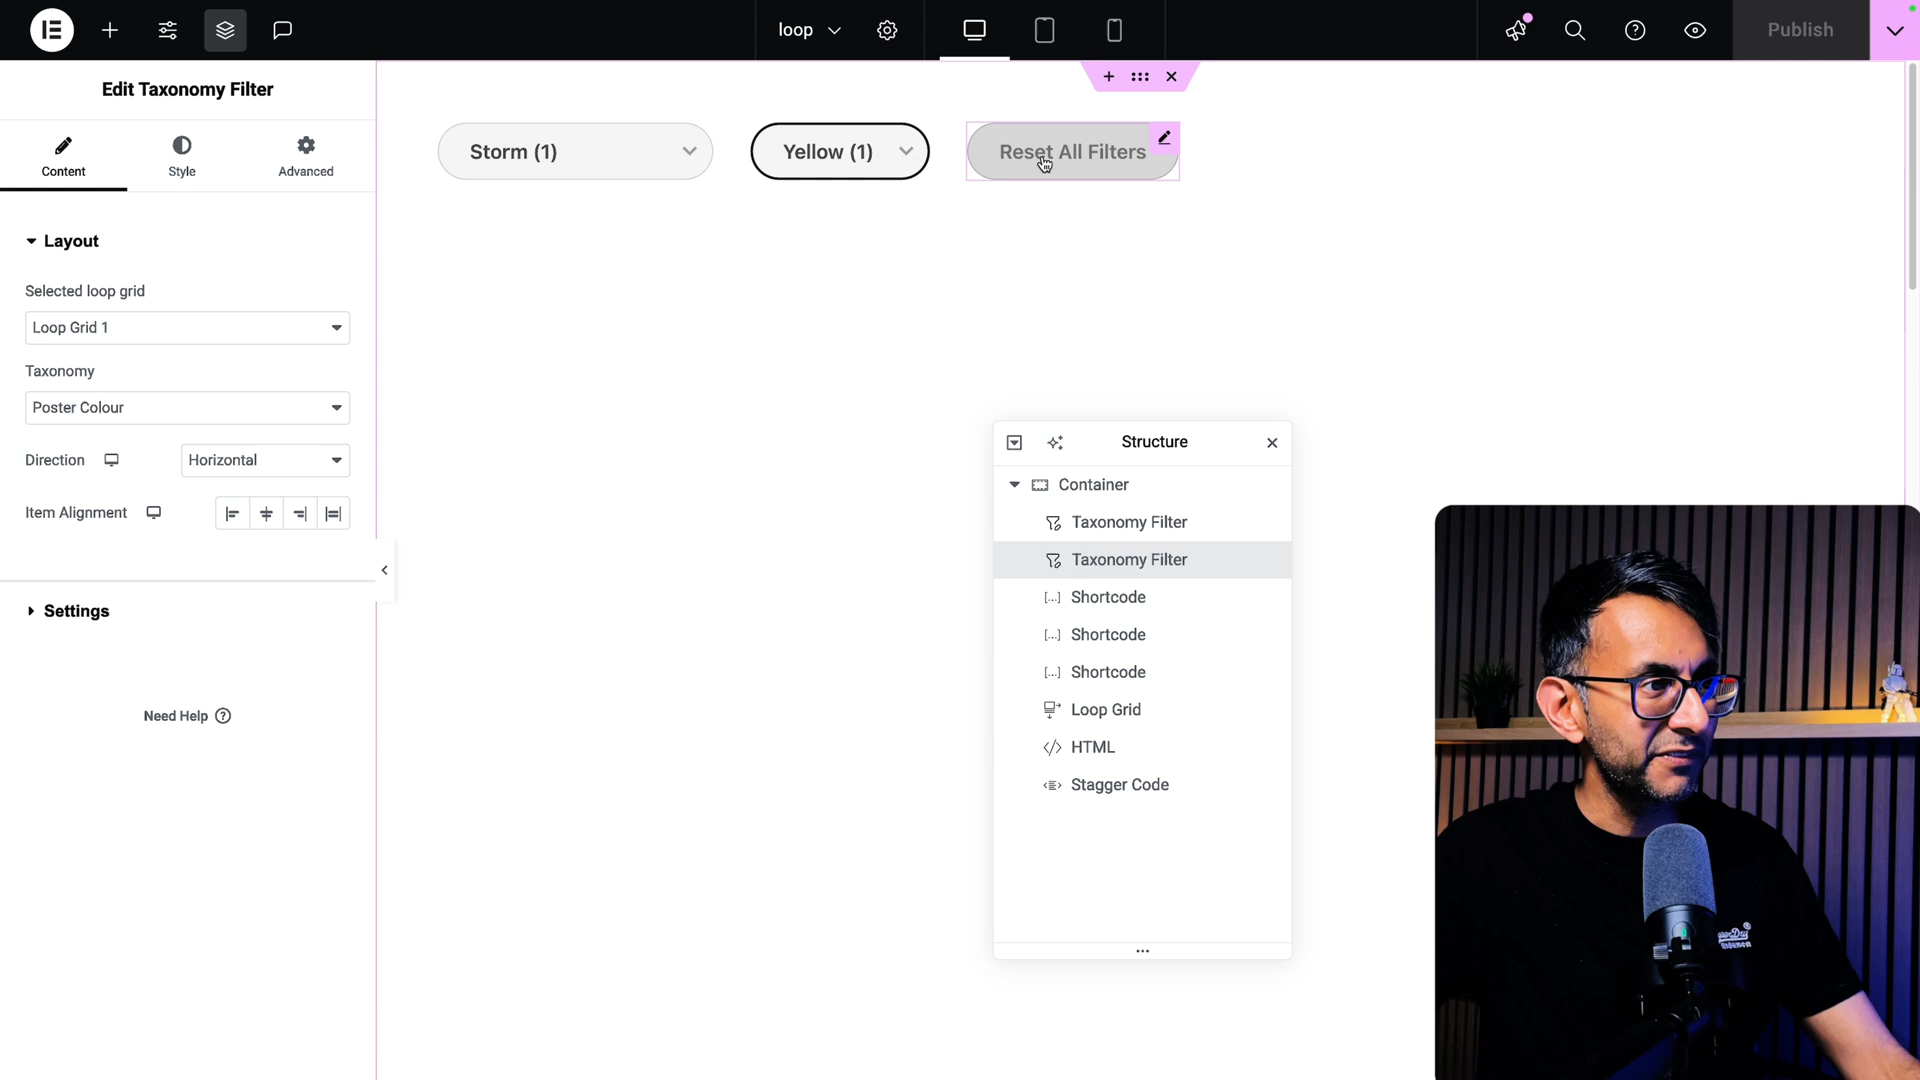 loop
Publish
Edit Taxonomy Filter
Content
Style
Advanced
Storm (1)
Yellow (1)
Reset All Filters
Layout
Selected loop grid
Loop Grid 1
Taxonomy
Poster Colour
Direction
Horizontal
Item Alignment
Settings
Need Help
Structure
Container
Taxonomy Filter
Taxonomy Filter
[...] Shortcode
[...] Shortcode
[...] Shortcode
Loop Grid
</> HTML
Stagger Code